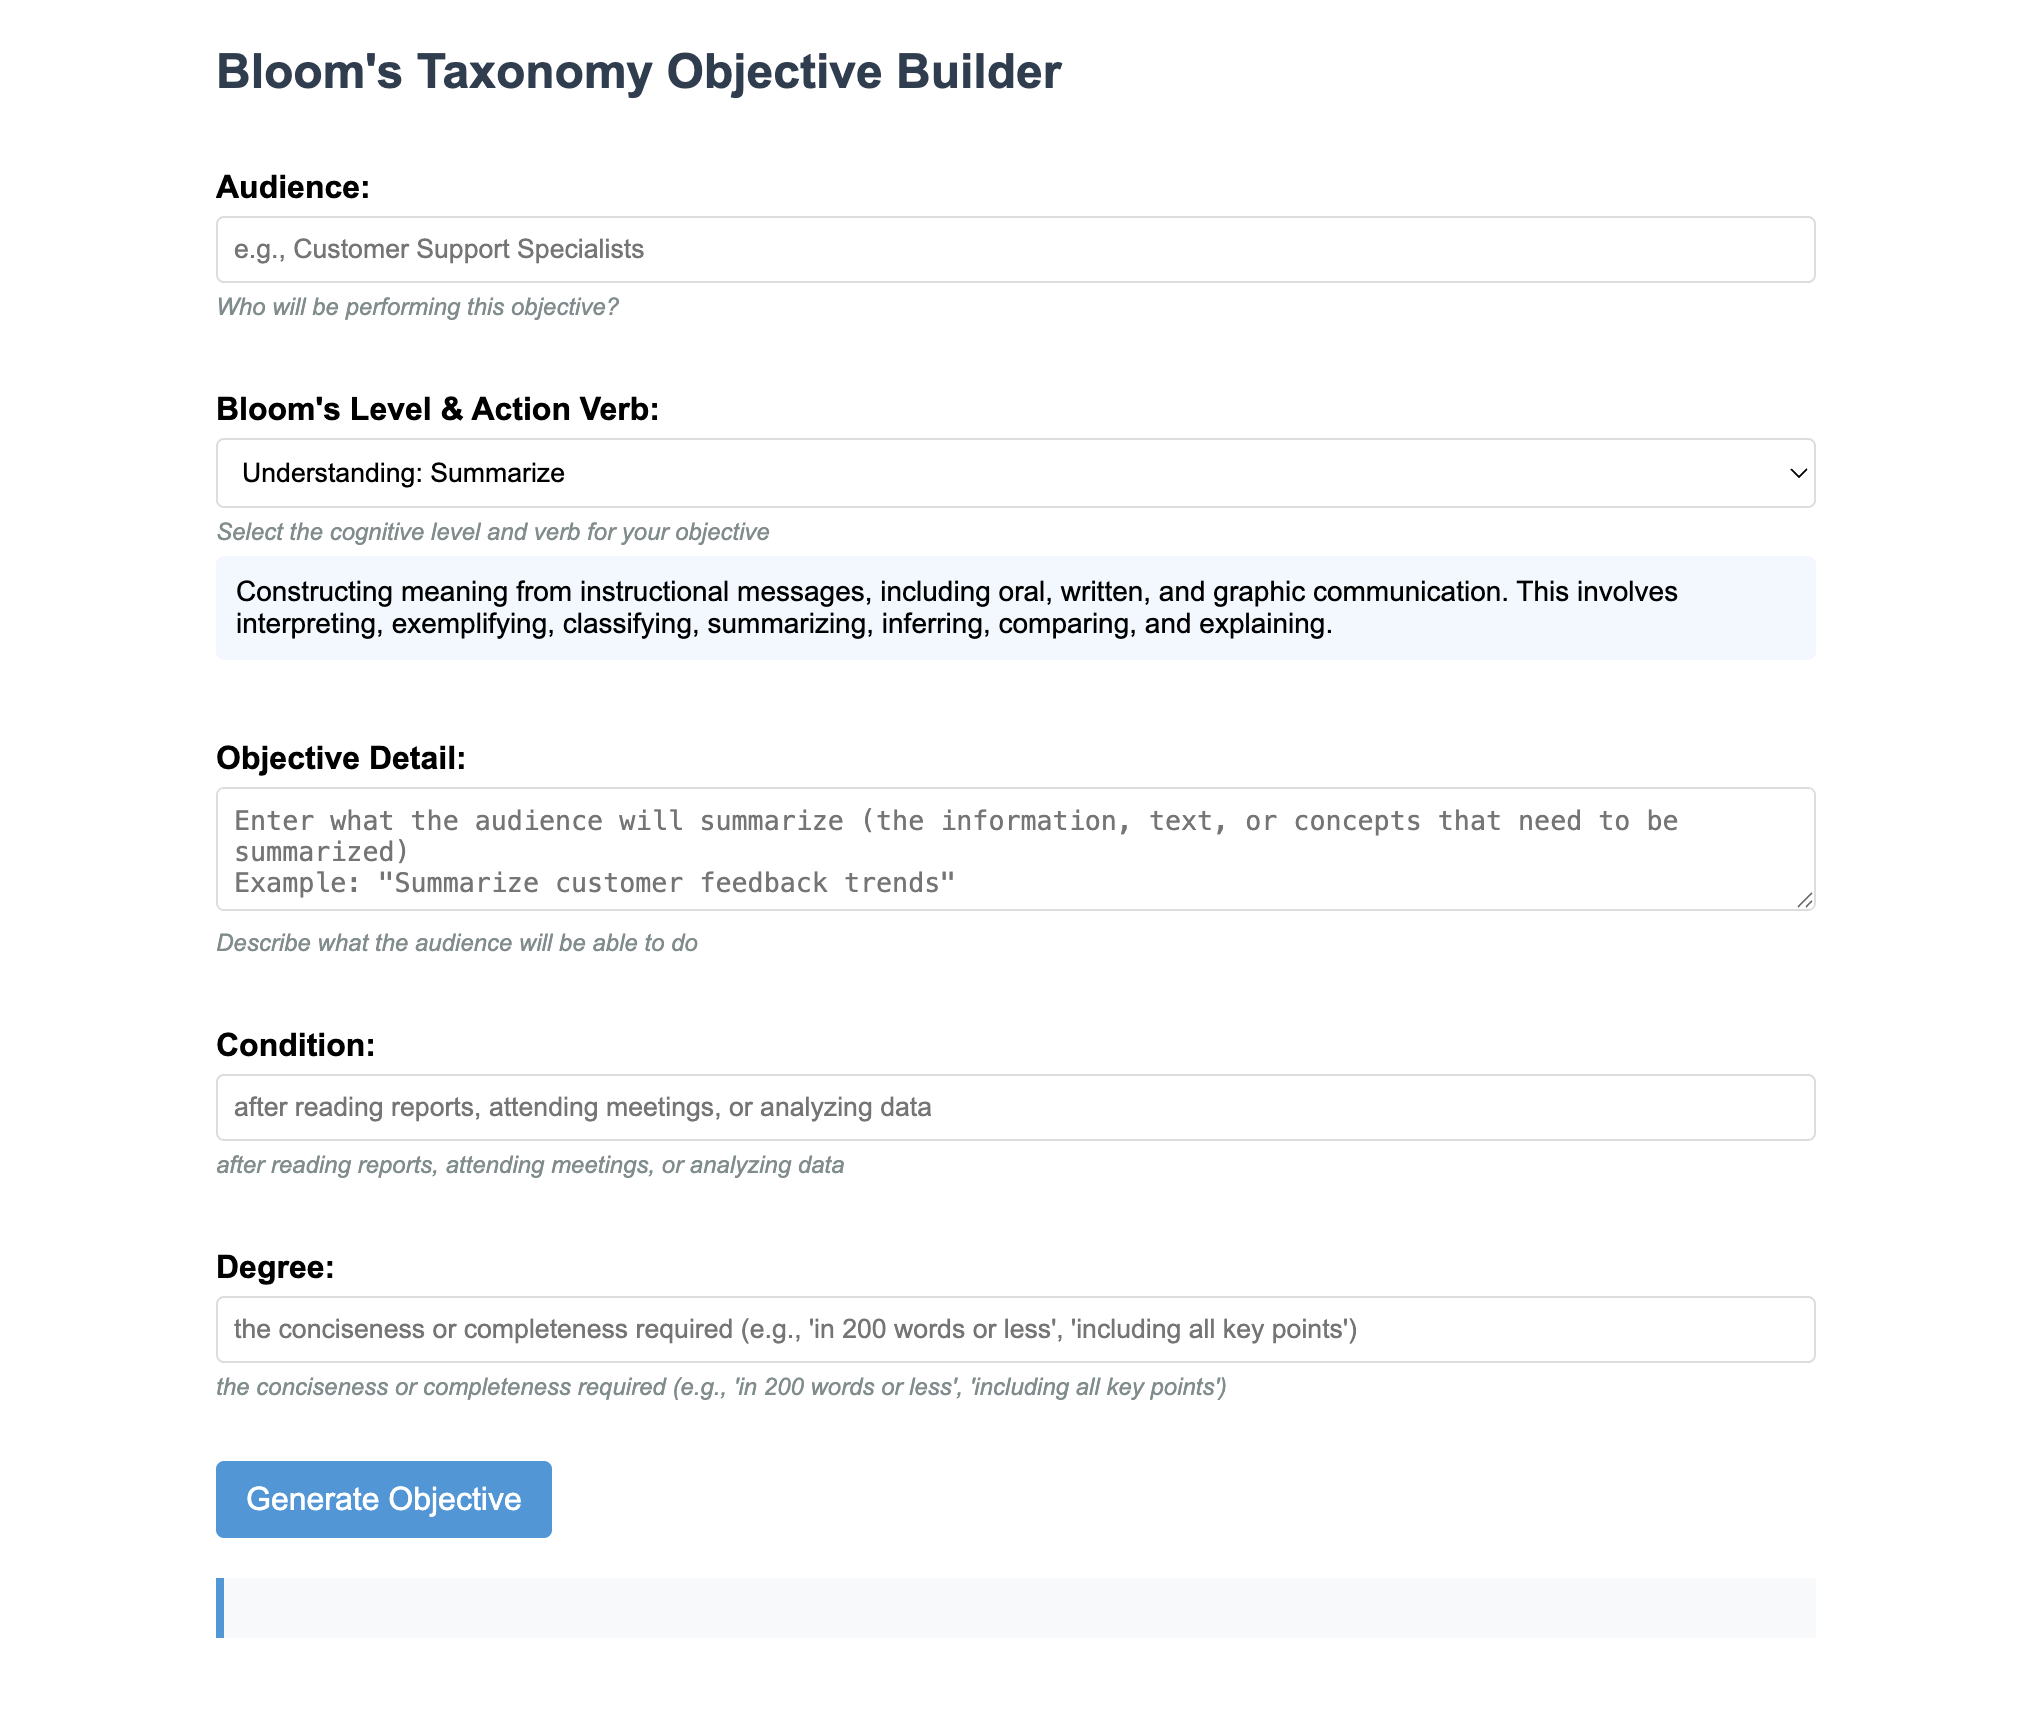 Bloom's Taxonomy Objective Builder
Audience:
e.g., Customer Support Specialists
Who will be performing this objective?
Bloom's Level & Action Verb:
Understanding: Summarize
Select the cognitive level and verb for your objective
Constructing meaning from instructional messages, including oral, written, and graphic communication. This involves
interpreting, exemplifying, classifying, summarizing, inferring, comparing, and explaining.
Objective Detail:
Enter what the audience will summarize (the information, text, or concepts that need to be
summarized)
Example: "Summarize customer feedback trends"
Describe what the audience will be able to do
Condition:
after reading reports, attending meetings, or analyzing data
after reading reports, attending meetings, or analyzing data
Degree:
the conciseness or completeness required (e.g., 'in 200 words or less', 'including all key points')
the conciseness or completeness required (e.g., 'in 200 words or less', 'including all key points')
Generate Objective